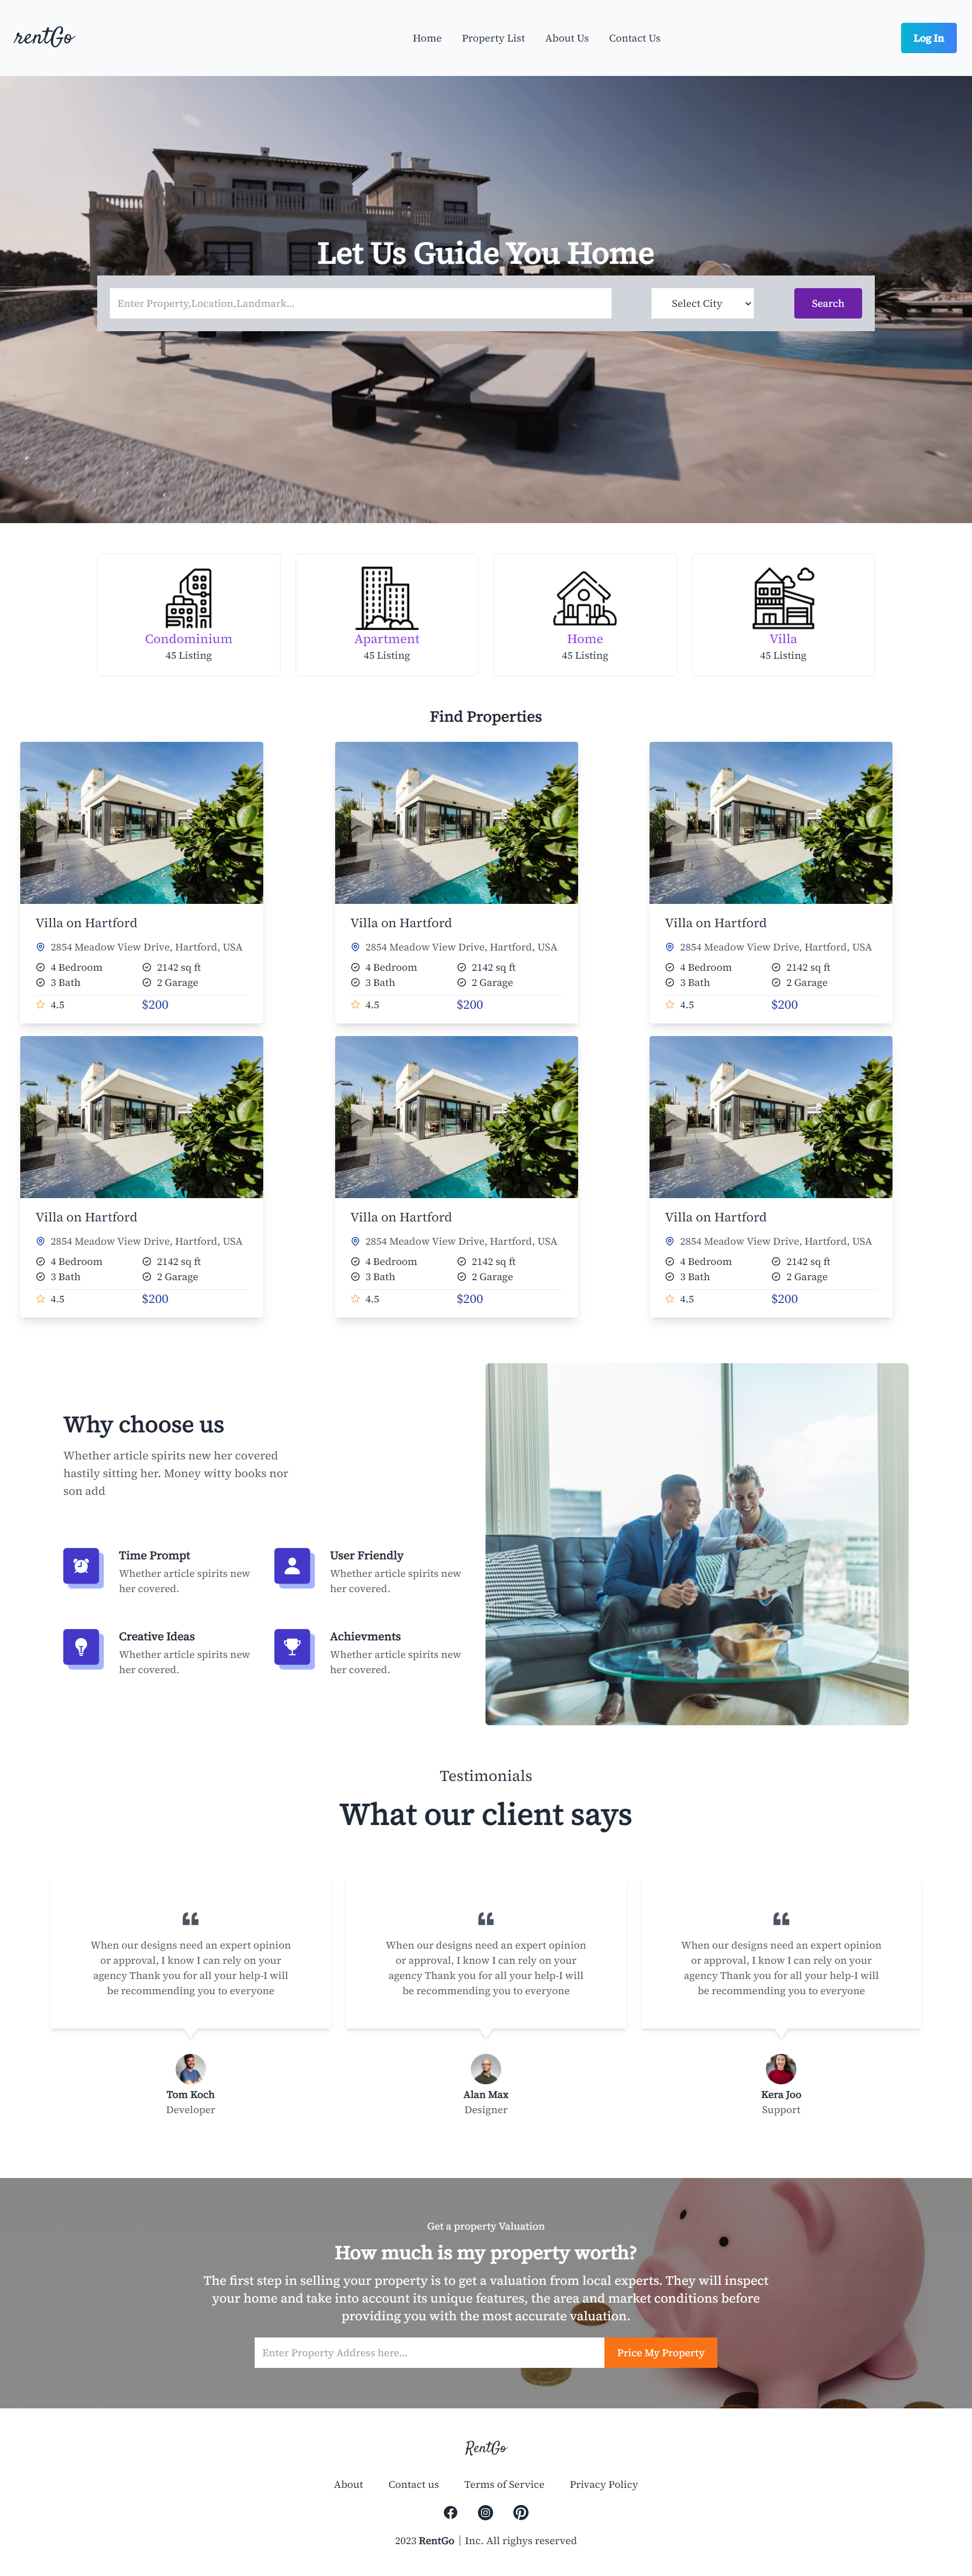 rentGo
Home Property List About Us Contact Us
Log In
Let Us Guide You Home
Enter Property,Location,Landmark...
Select City
Search
Condominium
45 Listing
Apartment
45 Listing
Home
45 Listing
Villa
45 Listing
Find Properties
Villa on Hartford
2854 Meadow View Drive, Hartford, USA
4 Bedroom 2142 sq ft
3 Bath 2 Garage
4.5 $200
Villa on Hartford
2854 Meadow View Drive, Hartford, USA
4 Bedroom 2142 sq ft
3 Bath 2 Garage
4.5 $200
Villa on Hartford
2854 Meadow View Drive, Hartford, USA
4 Bedroom 2142 sq ft
3 Bath 2 Garage
4.5 $200
Villa on Hartford
2854 Meadow View Drive, Hartford, USA
4 Bedroom 2142 sq ft
3 Bath 2 Garage
4.5 $200
Villa on Hartford
2854 Meadow View Drive, Hartford, USA
4 Bedroom 2142 sq ft
3 Bath 2 Garage
4.5 $200
Villa on Hartford
2854 Meadow View Drive, Hartford, USA
4 Bedroom 2142 sq ft
3 Bath 2 Garage
4.5 $200
Why choose us
Whether article spirits new her covered
hastily sitting her. Money witty books nor
son add
Time Prompt
Whether article spirits new
her covered.
User Friendly
Whether article spirits new
her covered.
Creative Ideas
Whether article spirits new
her covered.
Achievments
Whether article spirits new
her covered.
Testimonials
What our client says
When our designs need an expert opinion
or approval, I know I can rely on your
agency Thank you for all your help-I will
be recommending you to everyone
Tom Koch
Developer
When our designs need an expert opinion
or approval, I know I can rely on your
agency Thank you for all your help-I will
be recommending you to everyone
Alan Max
Designer
When our designs need an expert opinion
or approval, I know I can rely on your
agency Thank you for all your help-I will
be recommending you to everyone
Kera Joo
Support
Get a property Valuation
How much is my property worth?
The first step in selling your property is to get a valuation from local experts. They will inspect
your home and take into account its unique features, the area and market conditions before
providing you with the most accurate valuation.
Enter Property Address here...
Price My Property
RentGo
About Contact us Terms of Service Privacy Policy
2023 RentGo | Inc. All righys reserved